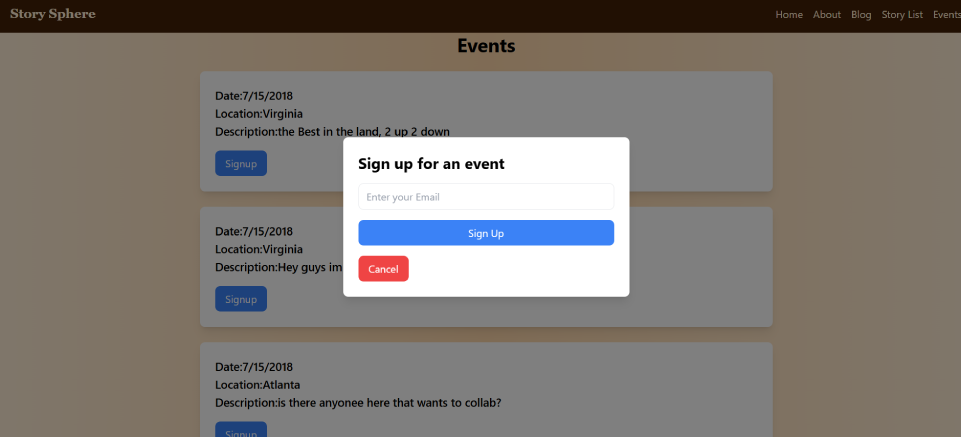 Story Sphere
Home About Blog Story List Events
Events
Date:7/15/2018
Location:Virginia
Description:the Best in the land, 2 up 2 down
Signup
Sign up for an event
Enter your Email
Sign Up
Cancel
Date:7/15/2018
Location:Virginia
Description:Hey guys im
Signup
Date:7/15/2018
Location:Atlanta
Description:is there anyonee here that wants to collab?
Signup